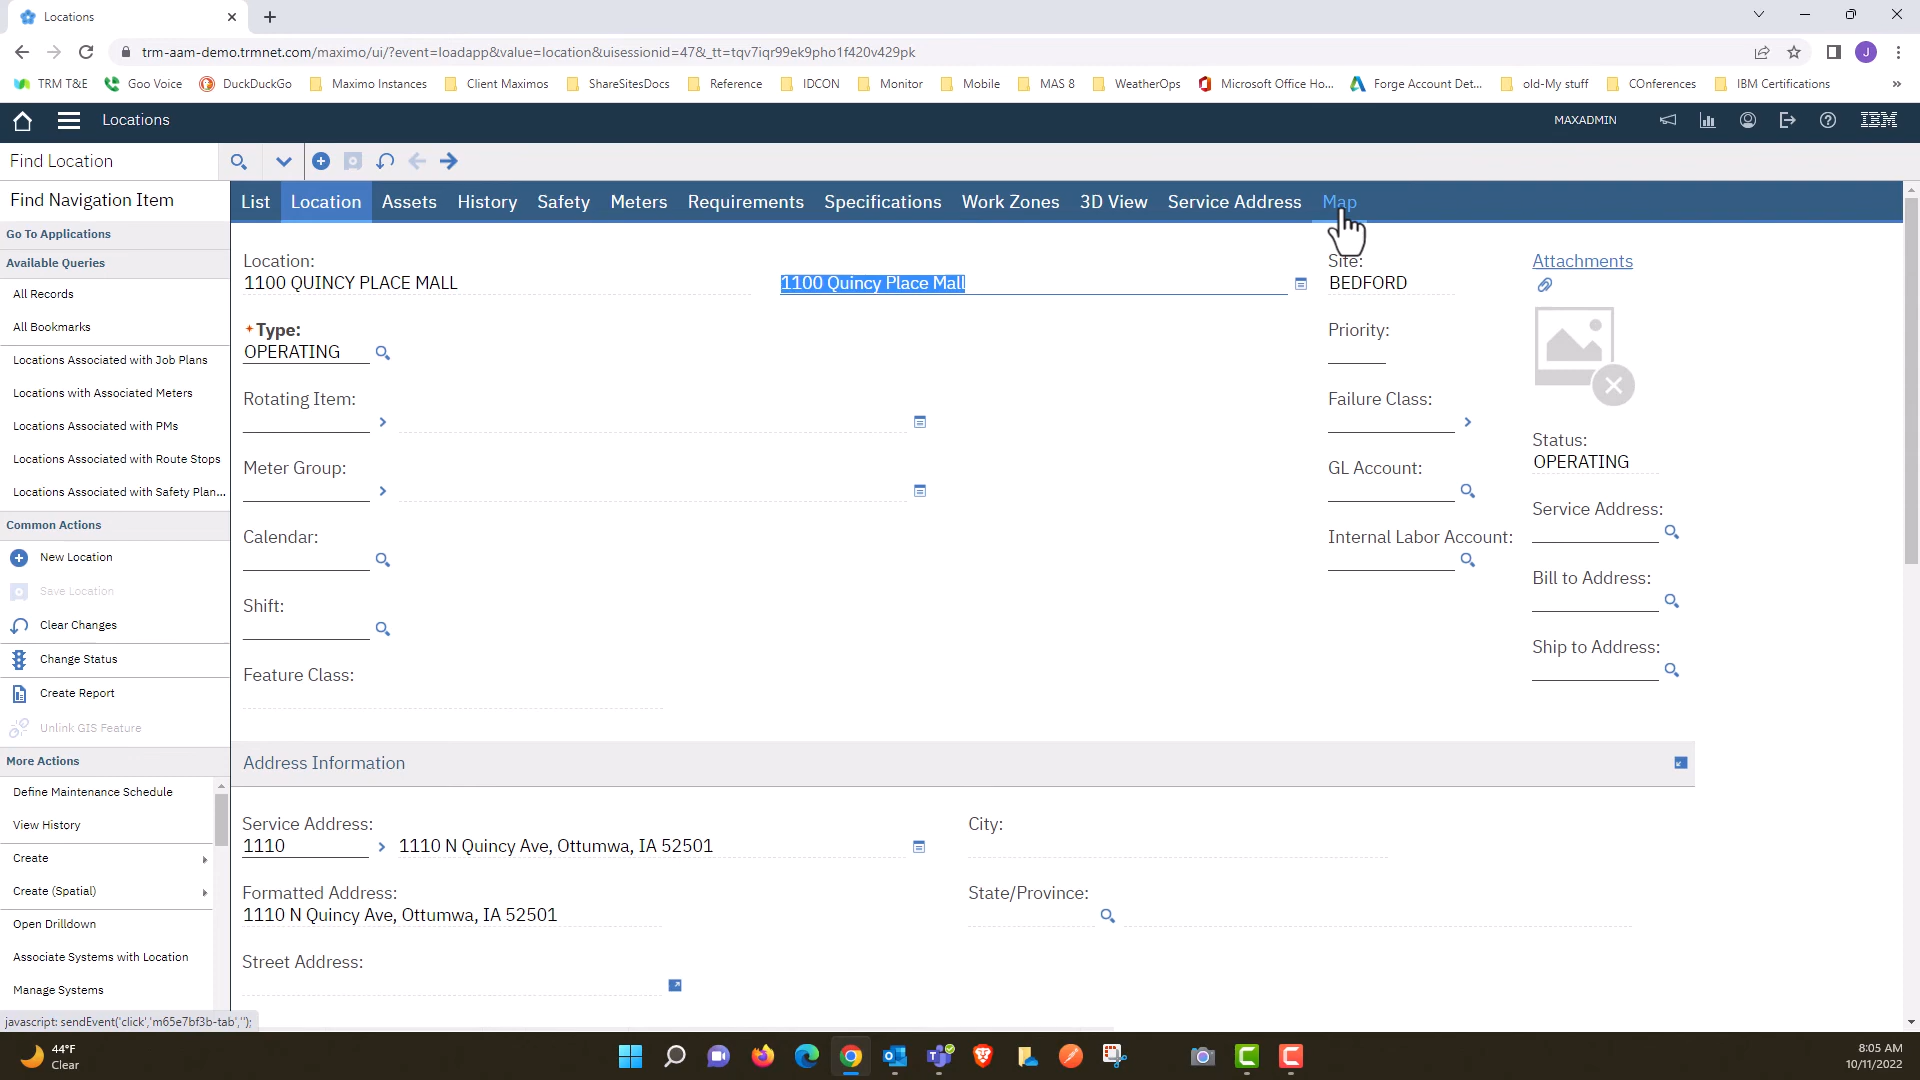 Locations
trm-aam-demo.trmnet.com/maximo/ui/?event=loadapp&value=location&uisessionid=47&_tt=tqv7iqr99ek9pho1f420v429pk
J
TRM T&E Goo Voice DuckDuckGo Maximo Instances Client Maximos ShareSitesDocs Reference IDCON Monitor Mobile MAS 8 WeatherOps Microsoft Office Ho... Forge Account Det... old-My stuff COnferences IBM Certifications »
Locations MAXADMIN IBM
Find Location
Find Navigation Item
Go To Applications
Available Queries
All Records
All Bookmarks
Locations Associated with Job Plans
Locations with Associated Meters
Locations Associated with PMs
Locations Associated with Route Stops
Locations Associated with Safety Plan...
Common Actions
New Location
Save Location
Clear Changes
Change Status
Create Report
Unlink GIS Feature
More Actions
Define Maintenance Schedule
View History
Create
Create (Spatial)
Open Drilldown
Associate Systems with Location
Manage Systems
javascript: sendEvent('click','m65e7bf3b-tab','');
List Location Assets History Safety Meters Requirements Specifications Work Zones 3D View Service Address Map
Location:
1100 QUINCY PLACE MALL 1100 Quincy Place Mall
Type:
OPERATING
Rotating Item:
Meter Group:
Calendar:
Shift:
Feature Class:
Site:
BEDFORD
Priority:
Failure Class:
GL Account:
Internal Labor Account:
Attachments
Status:
OPERATING
Service Address:
Bill to Address:
Ship to Address:
Address Information
Service Address:
1110 1110 N Quincy Ave, Ottumwa, IA 52501
Formatted Address:
1110 N Quincy Ave, Ottumwa, IA 52501
Street Address:
City:
State/Province:
44°F
Clear
8:05 AM
10/11/2022